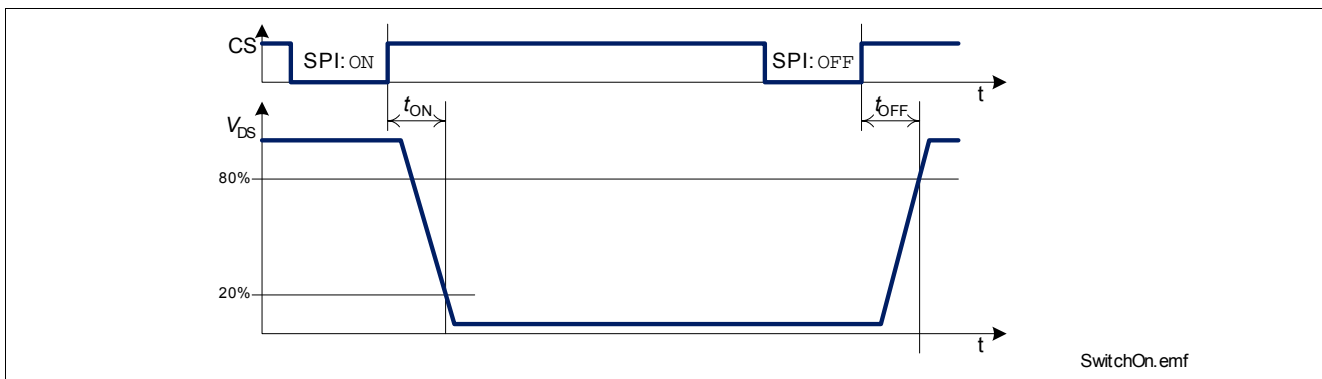 CS
SPI: ON
SPI: OFF
t
tON
tOFF
VDS
80%
20%
t
SwitchOn.emf